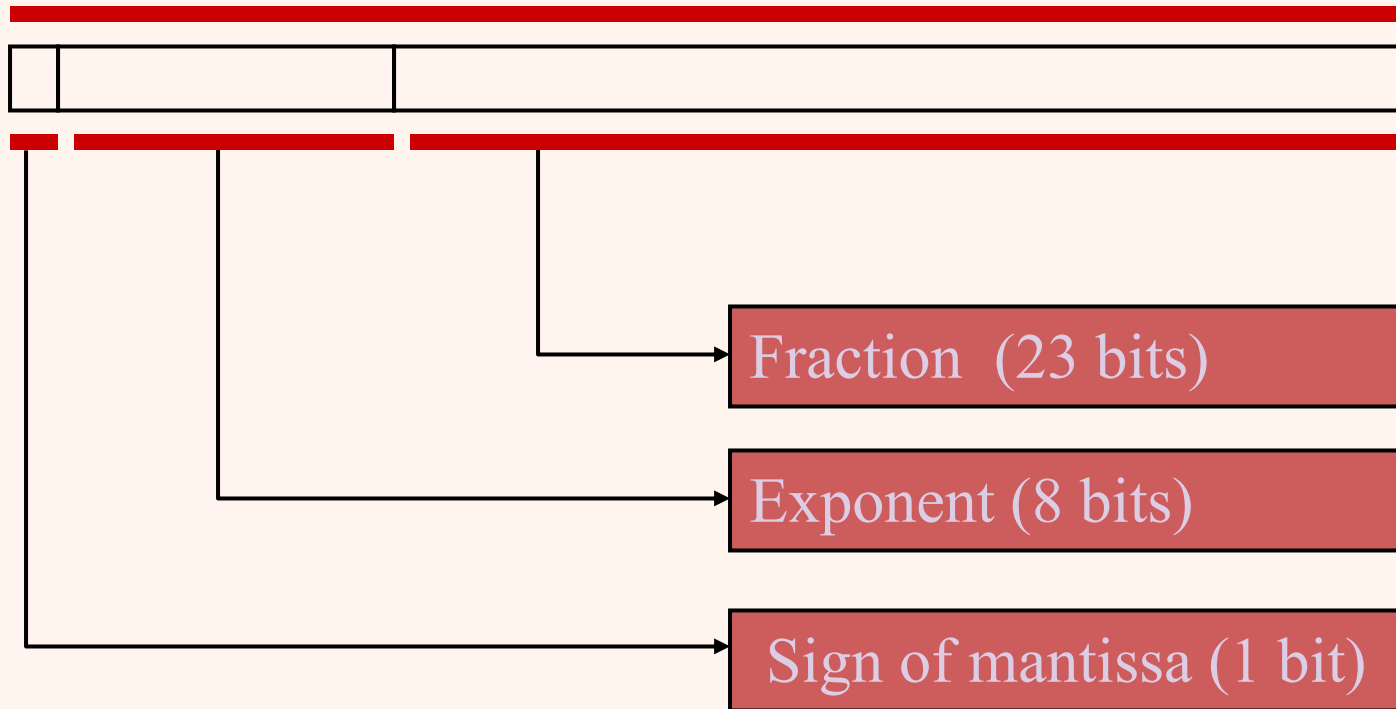 Fraction (23 bits)
Exponent (8 bits)
Sign of mantissa (1 bit)